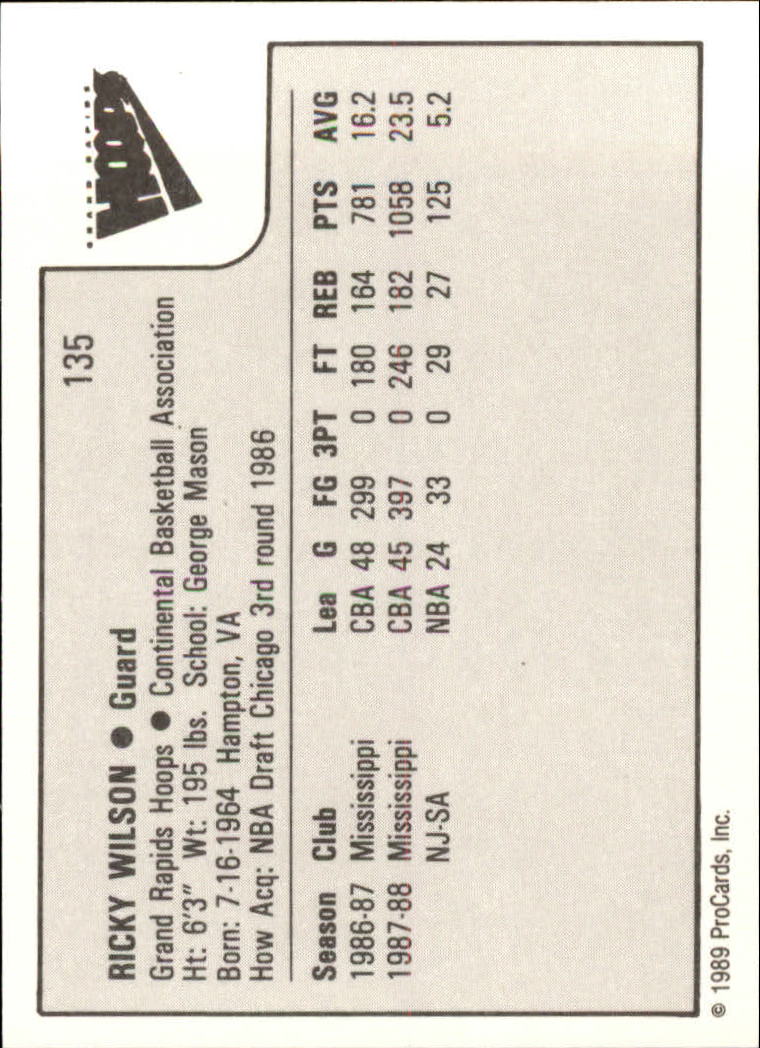 135
GRAND RAPIDS
HOOPS
RICKY WILSON ● Guard
Grand Rapids Hoops ● Continental Basketball Association
Ht: 6'3" Wt: 195 lbs. School: George Mason
Born: 7-16-1964 Hampton, VA
How Acq: NBA Draft Chicago 3rd round 1986
Season Club Lea G FG 3PT FT REB PTS AVG
1986-87 Mississippi CBA 48 299 0 180 164 781 16.2
1987-88 Mississippi CBA 45 397 0 246 182 1058 23.5
NJ-SA NBA 24 33 0 29 27 125 5.2
© 1989 ProCards, Inc.